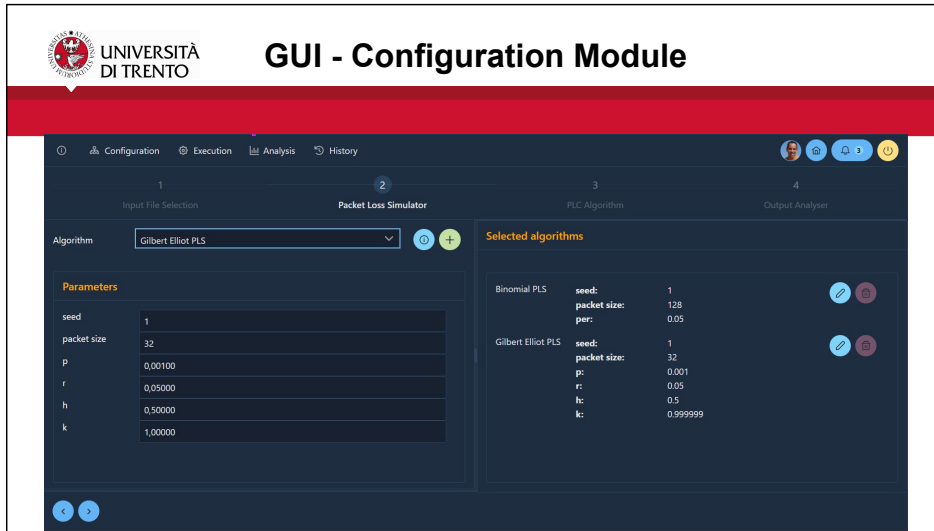 UNIVERSITÀ
DI TRENTO
GUI - Configuration Module
Configuration Execution Analysis History
3
1 2 3 4
Input File Selection Packet Loss Simulator PLC Algorithm Output Analyser
Algorithm Gilbert Elliot PLS
Parameters
seed 1
packet size 32
p 0,00100
r 0,05000
h 0,50000
k 1,00000
Selected algorithms
Binomial PLS seed: 1
packet size: 128
per: 0.05
Gilbert Elliot PLS seed: 1
packet size: 32
p: 0.001
r: 0.05
h: 0.5
k: 0.999999